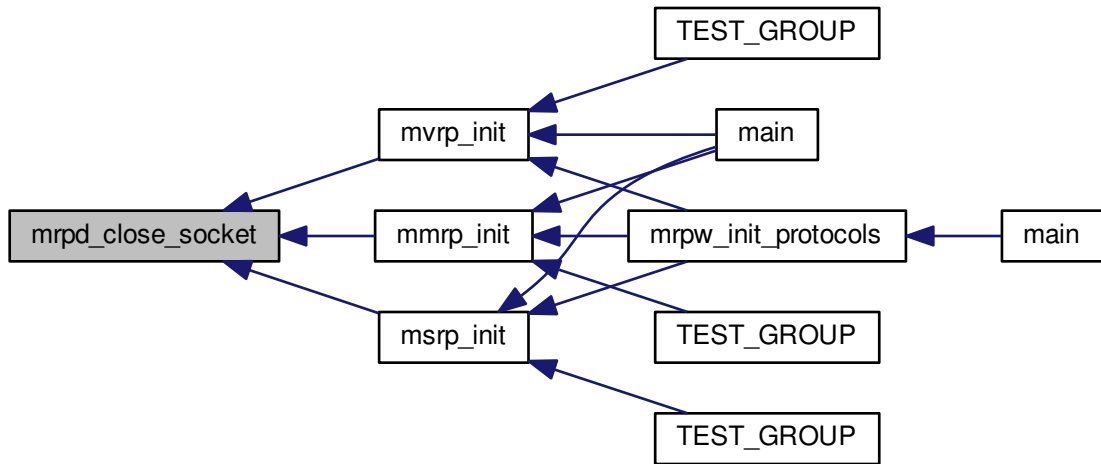 TEST_GROUP
mvrp_init
main
mrpd_close_socket
mmrp_init
mrpw_init_protocols
main
msrp_init
TEST_GROUP
TEST_GROUP